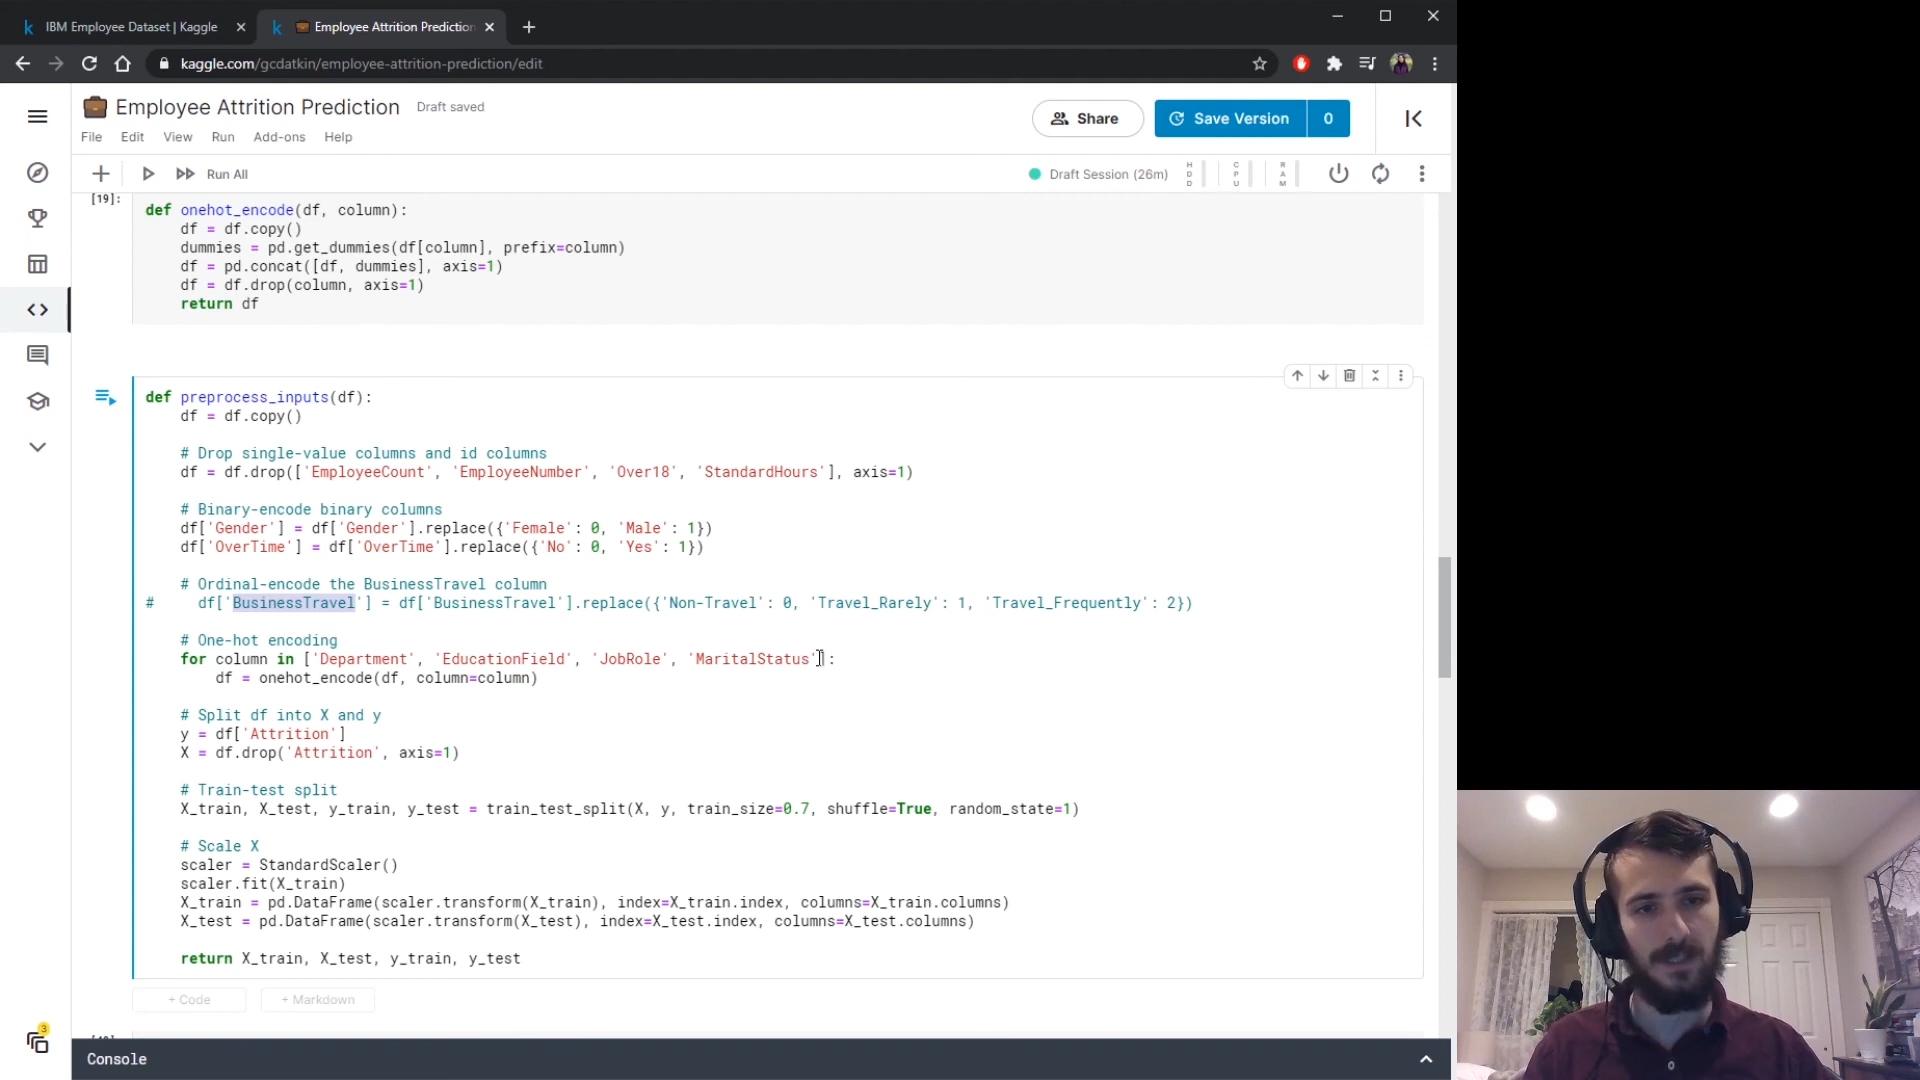 IBM Employee Dataset | Kaggle
Employee Attrition Prediction
kaggle.com/gcdatkin/employee-attrition-prediction/edit
Employee Attrition Prediction
Draft saved
Share
Save Version
0
File
Edit
View
Run
Add-ons
Help
Run All
Draft Session (26m)
HDD
CPU
RAM
[19]:
def onehot_encode(df, column):
df = df.copy()
dummies = pd.get_dummies(df[column], prefix=column)
df = pd.concat([df, dummies], axis=1)
df = df.drop(column, axis=1)
return df
def preprocess_inputs(df):
df = df.copy()
# Drop single-value columns and id columns
df = df.drop(['EmployeeCount', 'EmployeeNumber', 'Over18', 'StandardHours'], axis=1)
# Binary-encode binary columns
df['Gender'] = df['Gender'].replace({'Female': 0, 'Male': 1})
df['OverTime'] = df['OverTime'].replace({'No': 0, 'Yes': 1})
# Ordinal-encode the BusinessTravel column
# df['BusinessTravel'] = df['BusinessTravel'].replace({'Non-Travel': 0, 'Travel_Rarely': 1, 'Travel_Frequently': 2})
# One-hot encoding
for column in ['Department', 'EducationField', 'JobRole', 'MaritalStatus']:
df = onehot_encode(df, column=column)
# Split df into X and y
y = df['Attrition']
X = df.drop('Attrition', axis=1)
# Train-test split
X_train, X_test, y_train, y_test = train_test_split(X, y, train_size=0.7, shuffle=True, random_state=1)
# Scale X
scaler = StandardScaler()
scaler.fit(X_train)
X_train = pd.DataFrame(scaler.transform(X_train), index=X_train.index, columns=X_train.columns)
X_test = pd.DataFrame(scaler.transform(X_test), index=X_test.index, columns=X_test.columns)
return X_train, X_test, y_train, y_test
+ Code
+ Markdown
3
Console